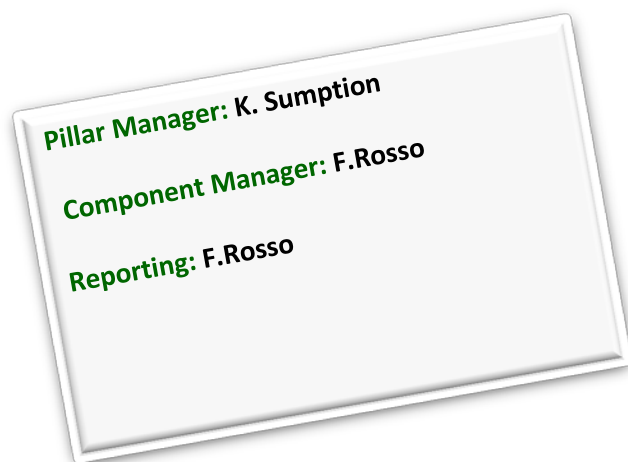 Pillar Manager: K. Sumption
Component Manager: F.Rosso
Reporting: F.Rosso